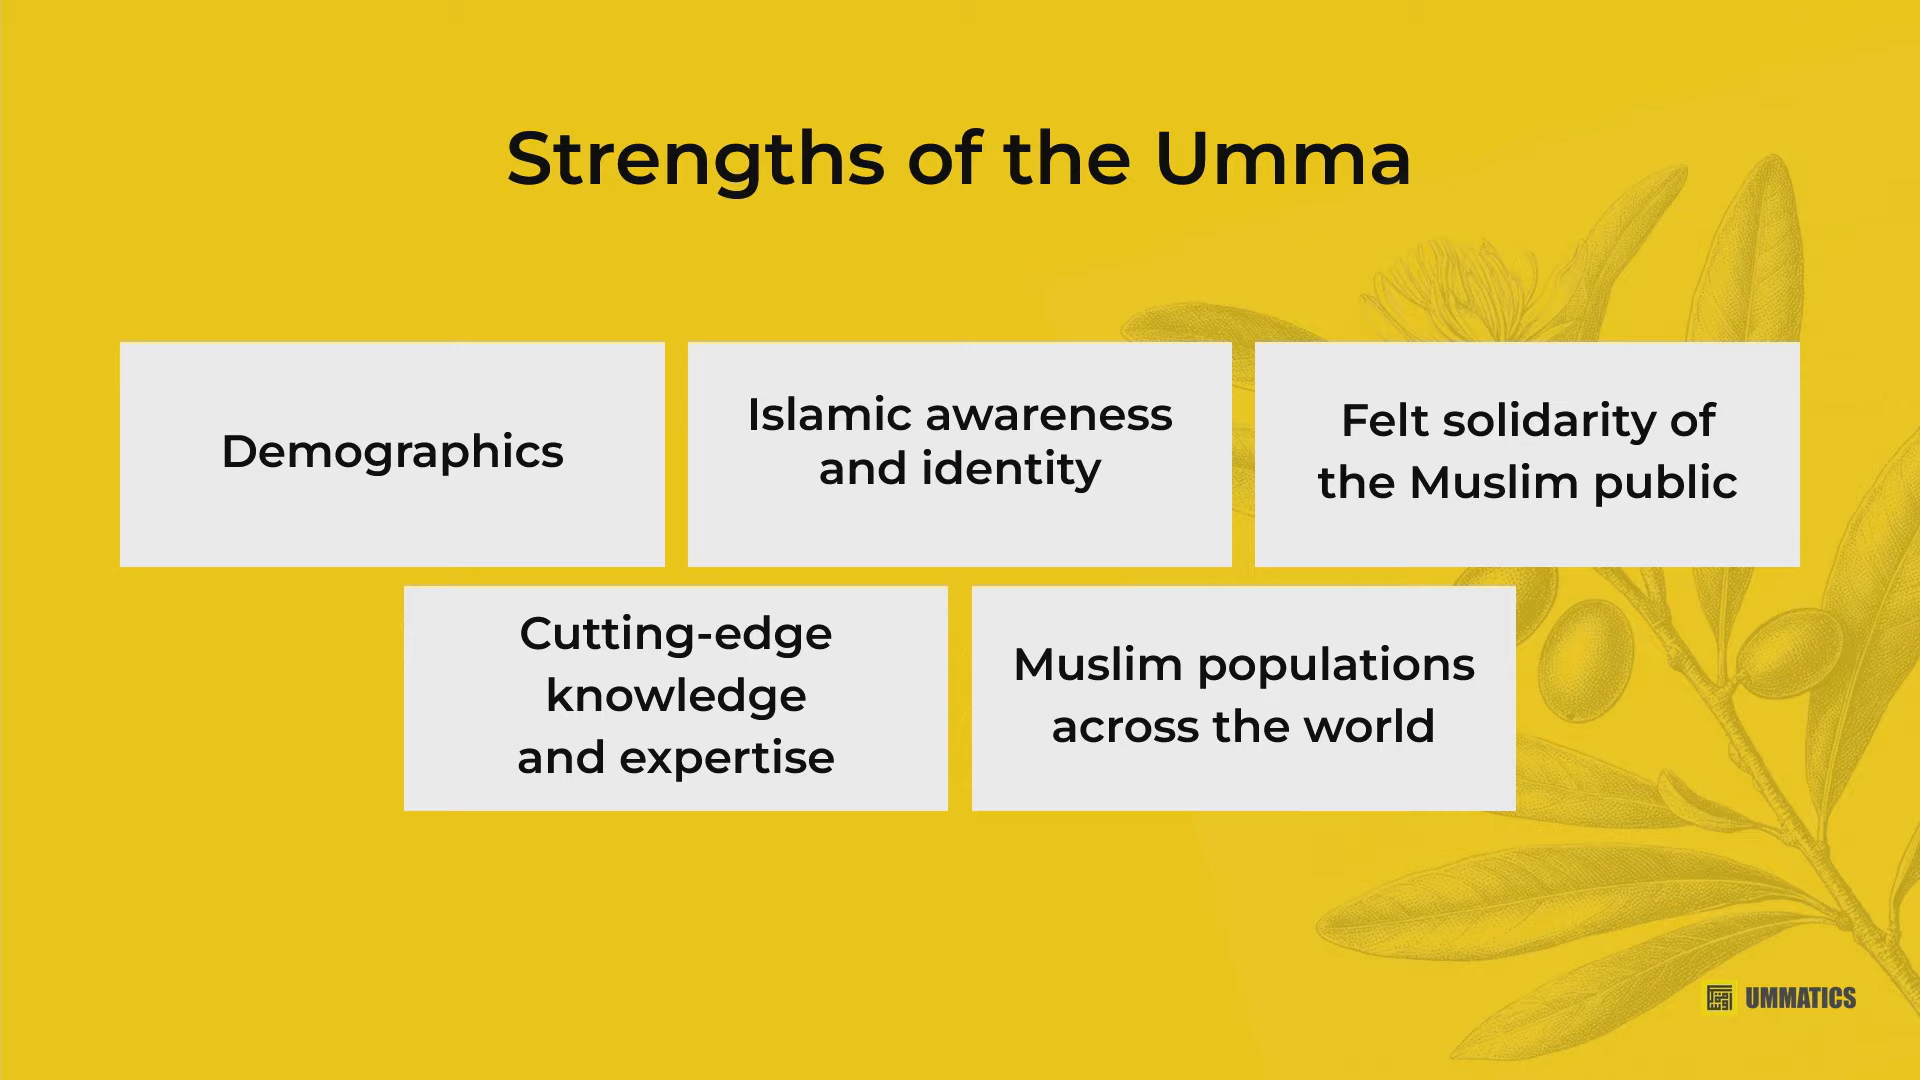 Strengths of the Umma
Demographics
Islamic awareness
and identity
Felt solidarity of
the Muslim public
Cutting-edge
knowledge
and expertise
Muslim populations
across the world
UMMATICS